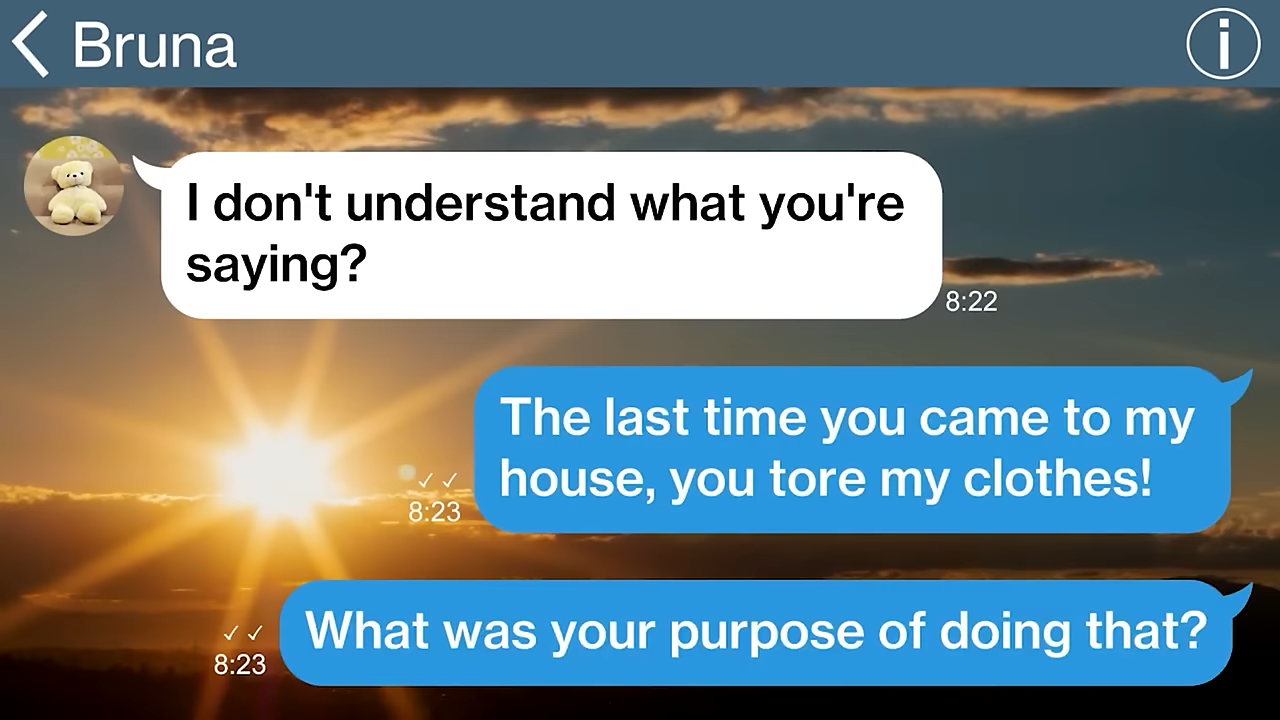 Bruna
i
I don't understand what you're
saying?
8:22
The last time you came to my
house, you tore my clothes!
8:23
What was your purpose of doing that?
8:23